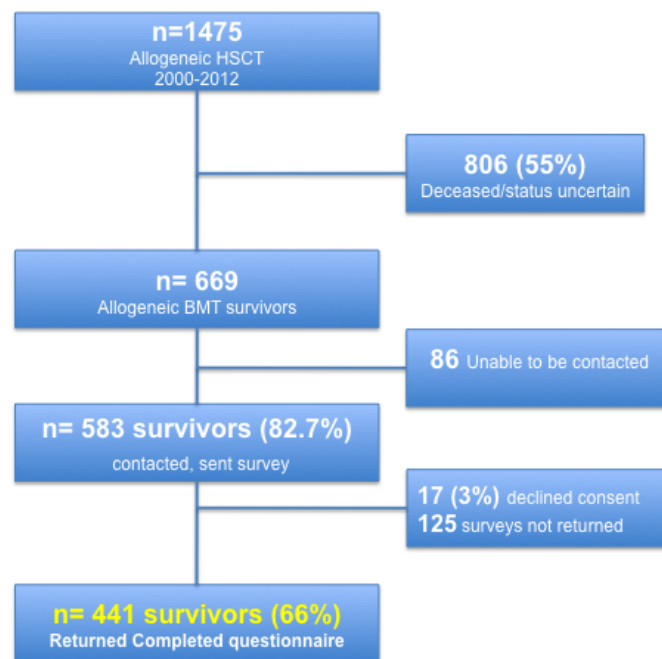 n=1475
Allogeneic HSCT
2000-2012
806 (55%)
Deceased/status uncertain
n= 669
Allogeneic BMT survivors
86 Unable to be contacted
n= 583 survivors (82.7%)
contacted, sent survey
17 (3%) declined consent
125 surveys not returned
n= 441 survivors (66%)
Returned Completed questionnaire